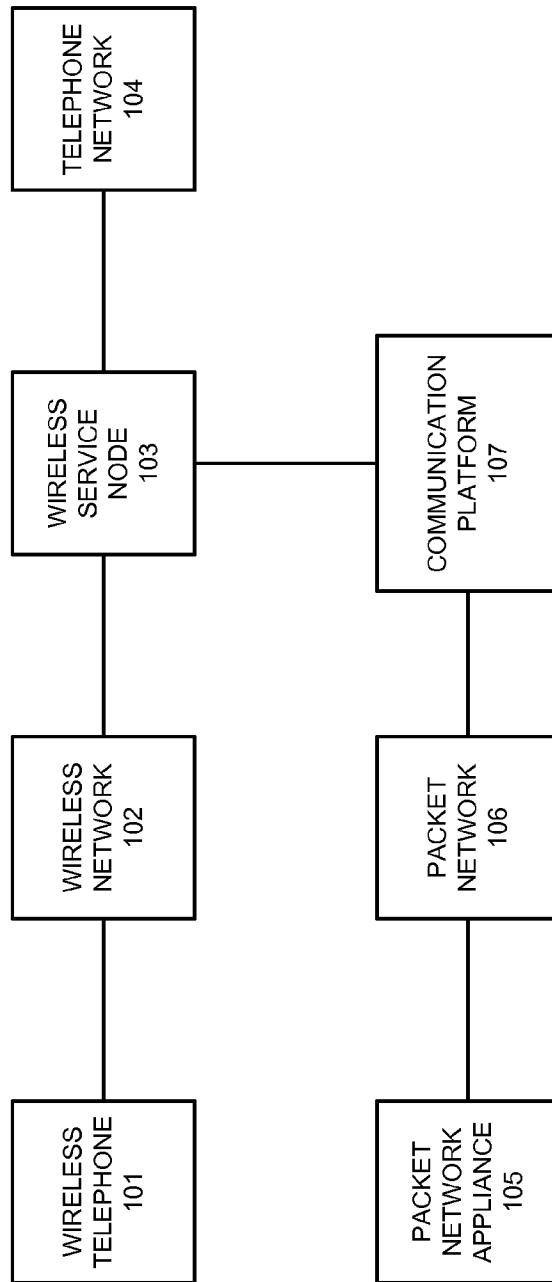 WIRELESS
TELEPHONE
101
WIRELESS
NETWORK
102
WIRELESS
SERVICE
NODE
103
TELEPHONE
NETWORK
104
PACKET
NETWORK
APPLIANCE
105
PACKET
NETWORK
106
COMMUNICATION
PLATFORM
107